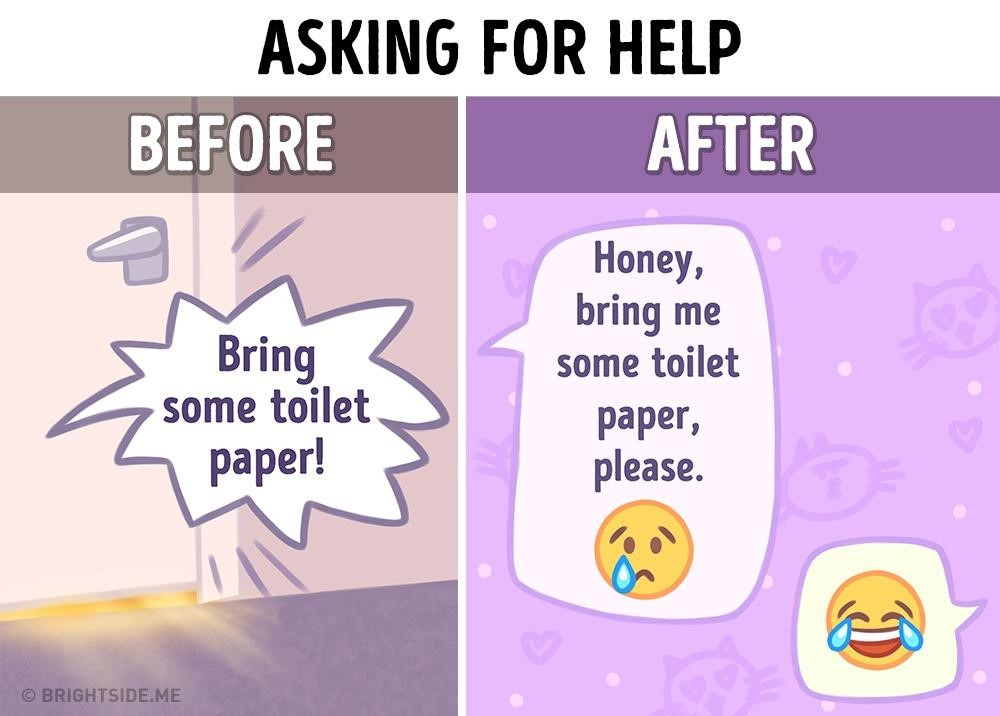 ASKING FOR HELP
BEFORE
AFTER
Bring
some toilet
paper!
Honey,
bring me
some toilet
paper,
please.
© BRIGHTSIDE.ME